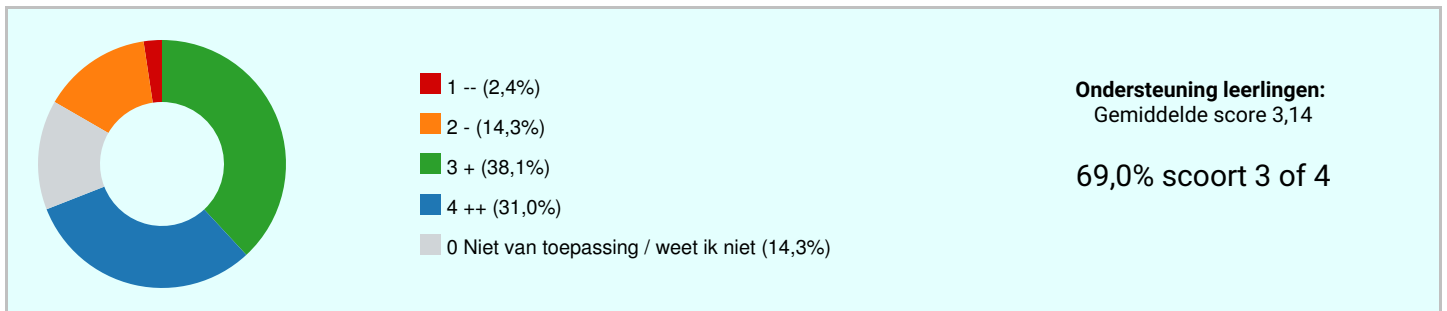 1 -- (2,4%)
2 - (14,3%)
3 + (38,1%)
4 ++ (31,0%)
0 Niet van toepassing / weet ik niet (14,3%)
Ondersteuning leerlingen:
Gemiddelde score 3,14
69,0% scoort 3 of 4